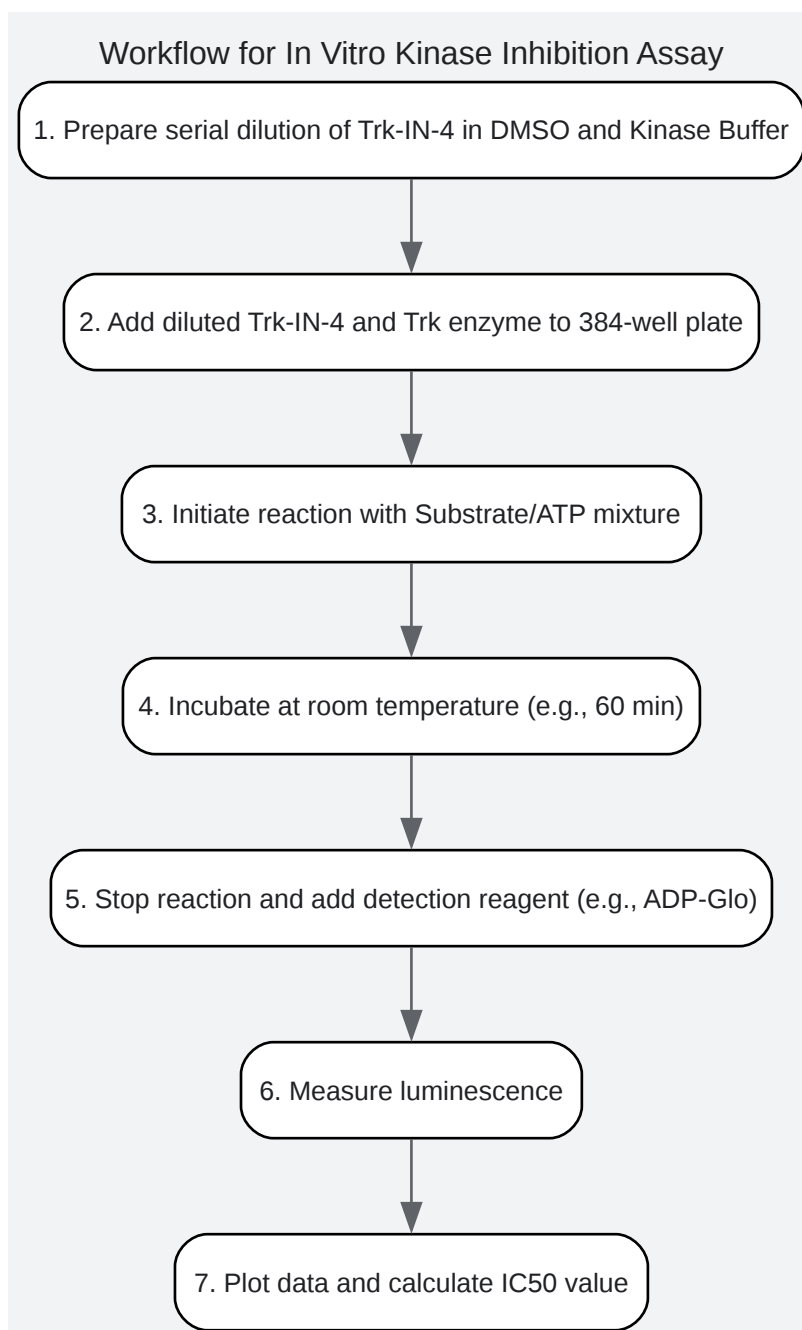 Workflow for In Vitro Kinase Inhibition Assay
1. Prepare serial dilution of Trk-IN-4 in DMSO and Kinase Buffer
2. Add diluted Trk-IN-4 and Trk enzyme to 384-well plate
3. Initiate reaction with Substrate/ATP mixture
4. Incubate at room temperature (e.g., 60 min)
5. Stop reaction and add detection reagent (e.g., ADP-Glo)
6. Measure luminescence
7. Plot data and calculate IC50 value